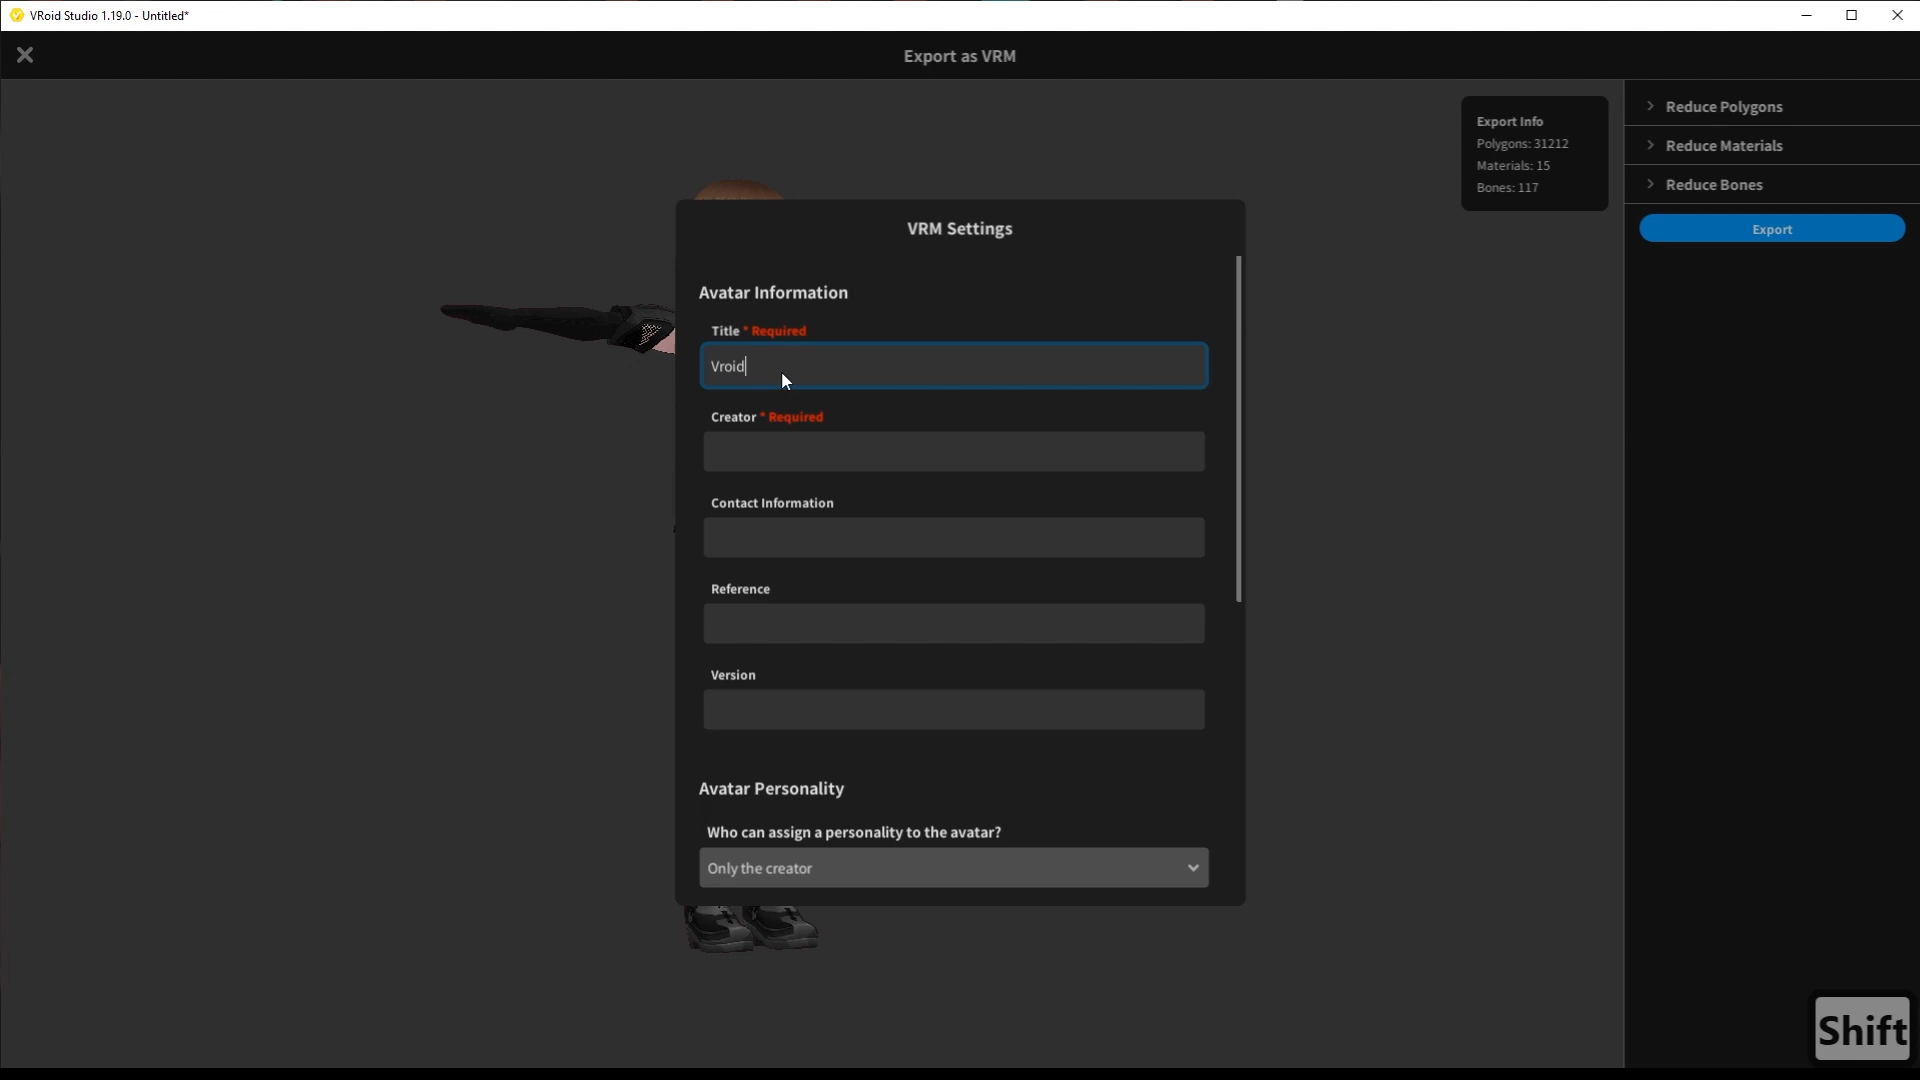 VRoid Studio 1.19.0 - Untitled*
Export as VRM
Export Info
Polygons: 31212
Materials: 15
Bones: 117
Reduce Polygons
Reduce Materials
Reduce Bones
Export
VRM Settings
Avatar Information
Title * Required
Vroid
Creator * Required
Contact Information
Reference
Version
Avatar Personality
Who can assign a personality to the avatar?
Only the creator
Shift